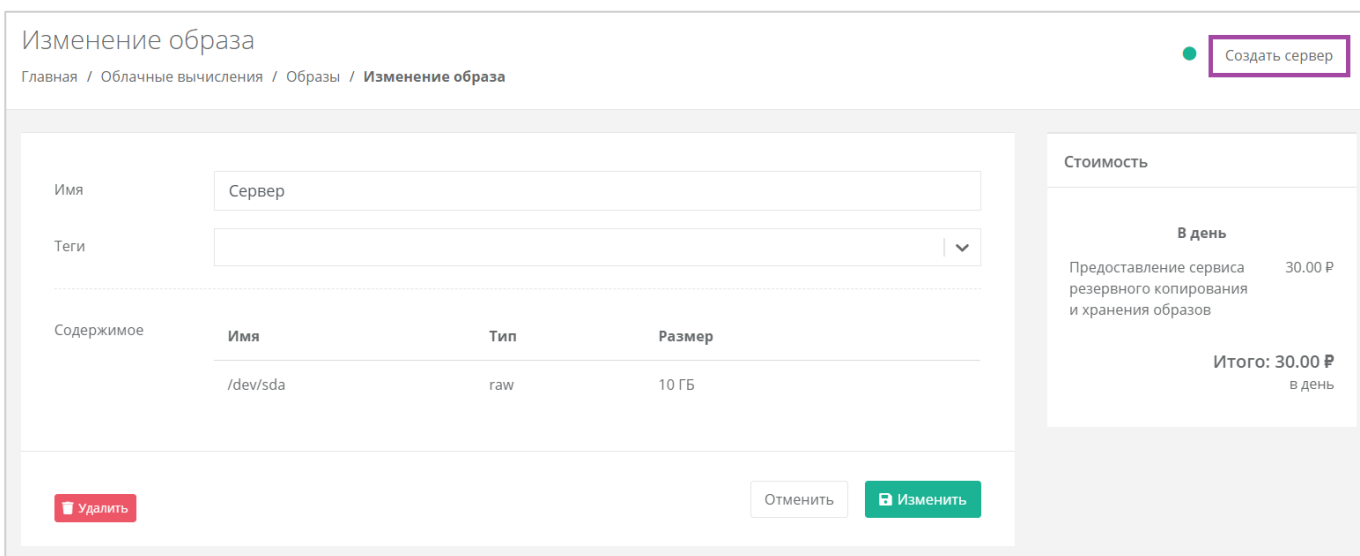 Изменение образа
Главная / Облачные вычисления / Образы / Изменение образа
Создать сервер
Имя
Сервер
Теги
Содержимое
Имя Тип Размер
/dev/sda raw 10 ГБ
Удалить
Отменить
Изменить
Стоимость
В день
Предоставление сервиса 30.00 ₽
резервного копирования
и хранения образов
Итого: 30.00 ₽
в день